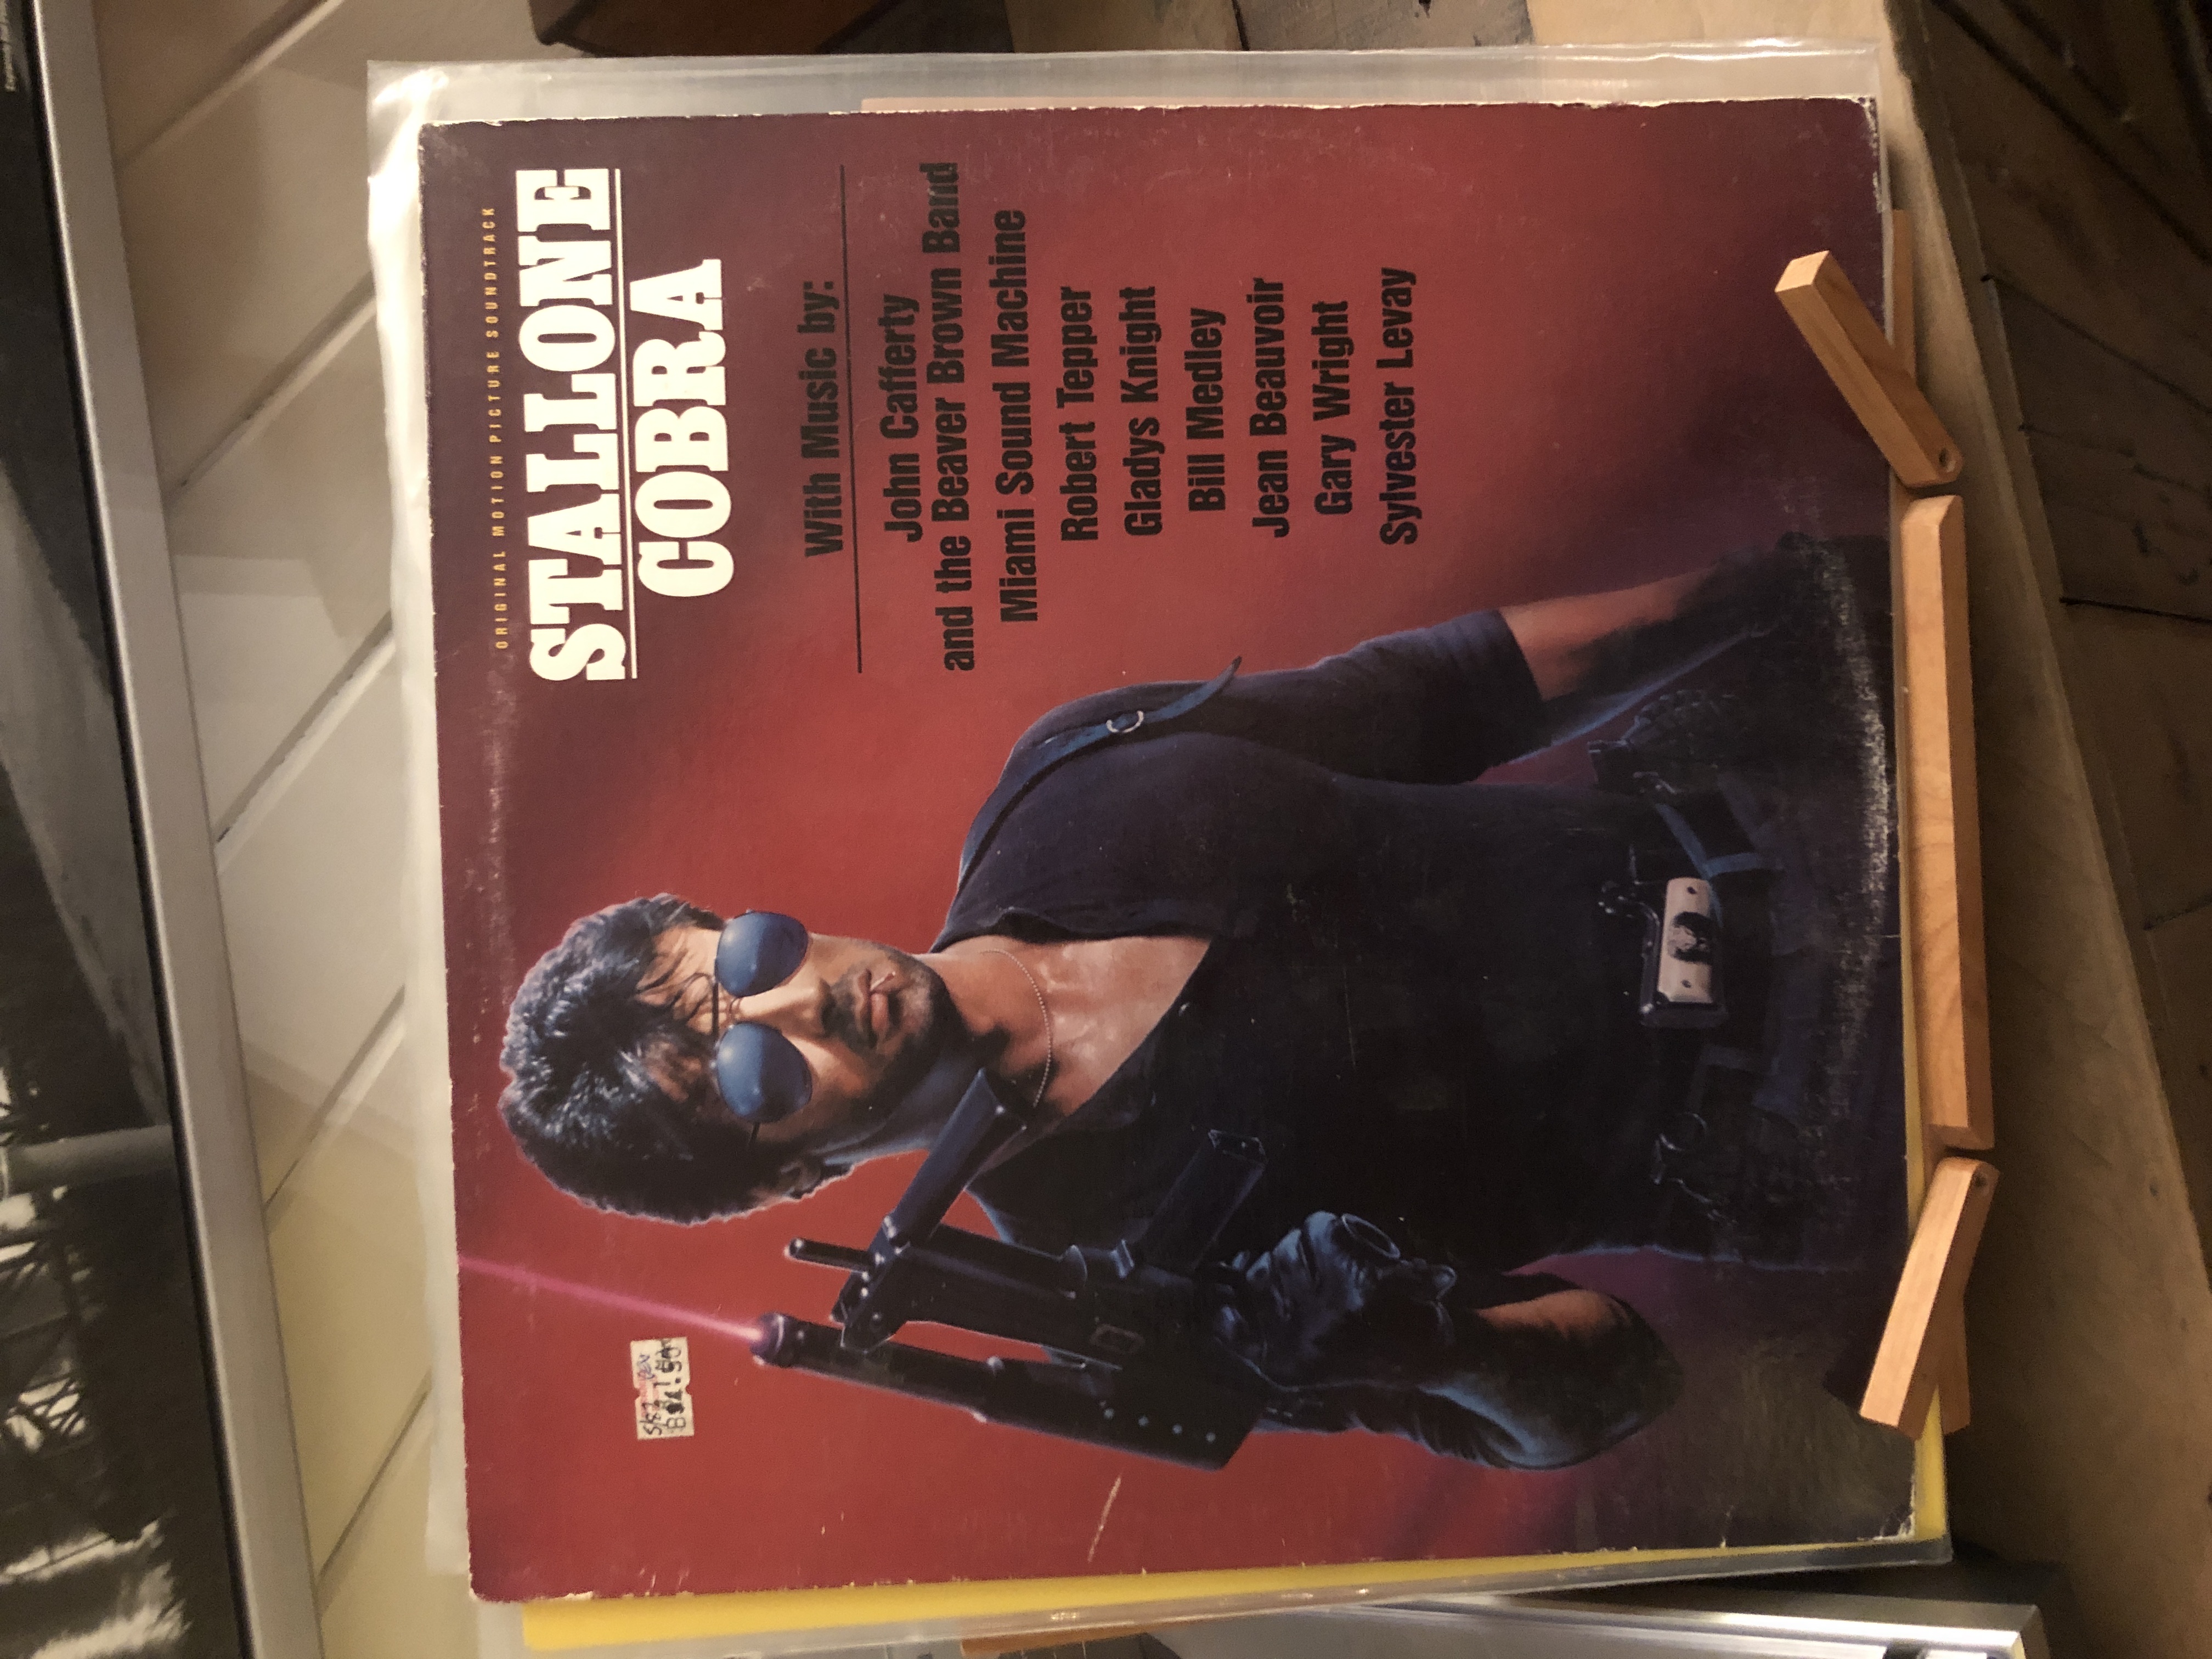 ORIGINAL MOTION PICTURE SOUNDTRACK
STALLONE
COBRA
With Music by:
John Cafferty
and the Beaver Brown Band
Miami Sound Machine
Robert Tepper
Gladys Knight
Bill Medley
Jean Beauvoir
Gary Wright
Sylvester Levay